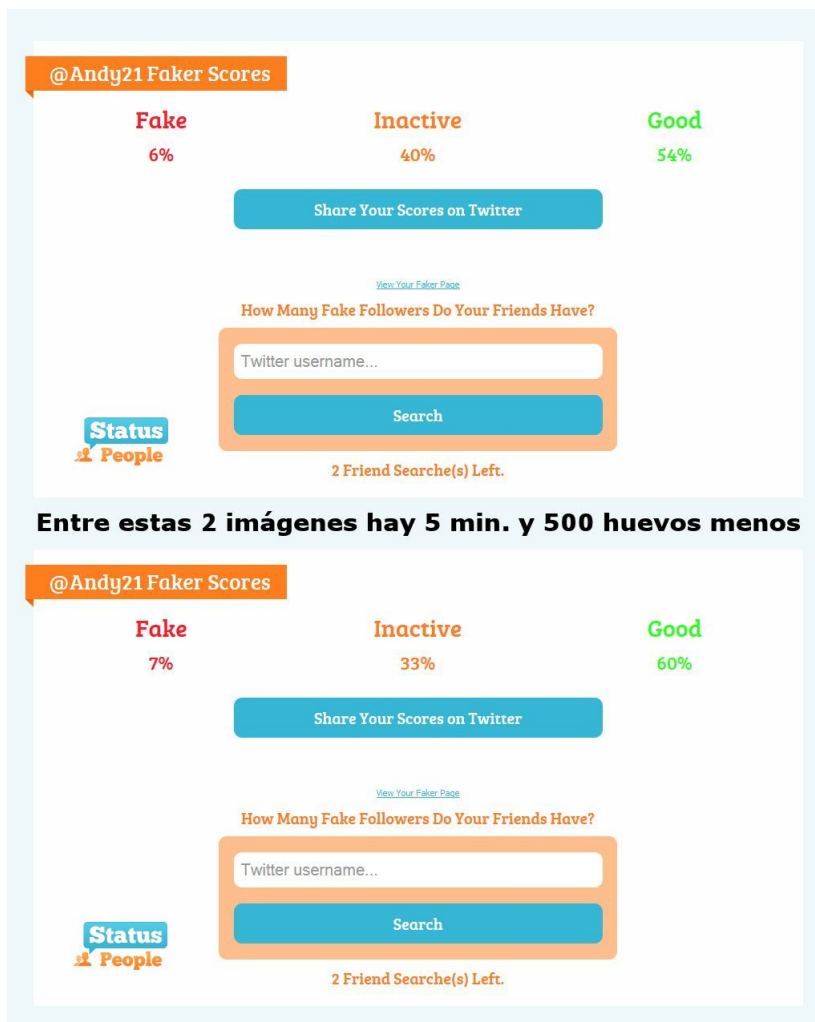 @Andy21 Faker Scores
Fake Inactive Good
6% 40% 54%
Share Your Scores on Twitter
View Your Faker Page
How Many Fake Followers Do Your Friends Have?
Twitter username...
Search
Status
People
2 Friend Searche(s) Left.
Entre estas 2 imágenes hay 5 min. y 500 huevos menos
@Andy21 Faker Scores
Fake Inactive Good
7% 33% 60%
Share Your Scores on Twitter
View Your Faker Page
How Many Fake Followers Do Your Friends Have?
Twitter username...
Search
Status
People
2 Friend Searche(s) Left.